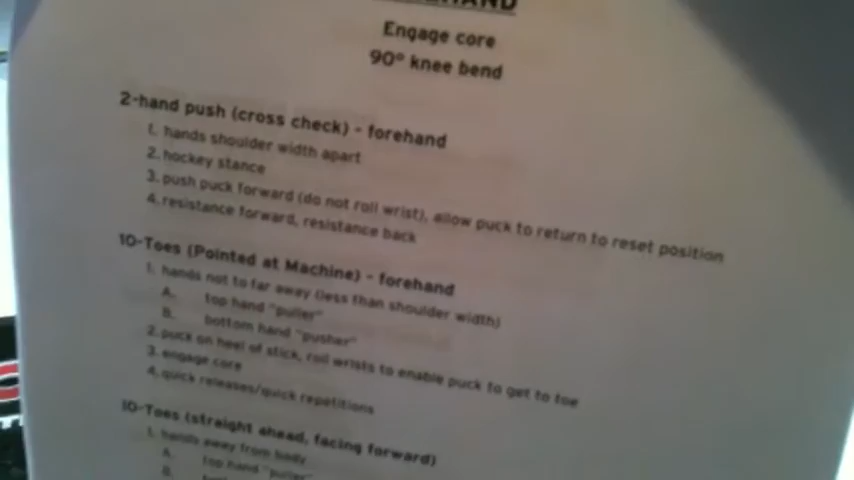 Engage core
90° knee bend
2-hand push (cross check) - forehand
1. hands shoulder width apart
2. hockey stance
3. push puck forward (do not roll wrist), allow puck to return to reset position
4. resistance forward, resistance back
10-Toes (Pointed at Machine) - forehand
1. hands not to far away (less than shoulder width)
A. top hand "puller"
B. bottom hand "pusher"
2. puck on heel of stick, roll wrists to enable puck to get to toe
3. engage core
4. quick releases/quick repetitions
10-Toes (straight ahead, facing forward)
1. hands away from body
A. top hand "puller"
B.